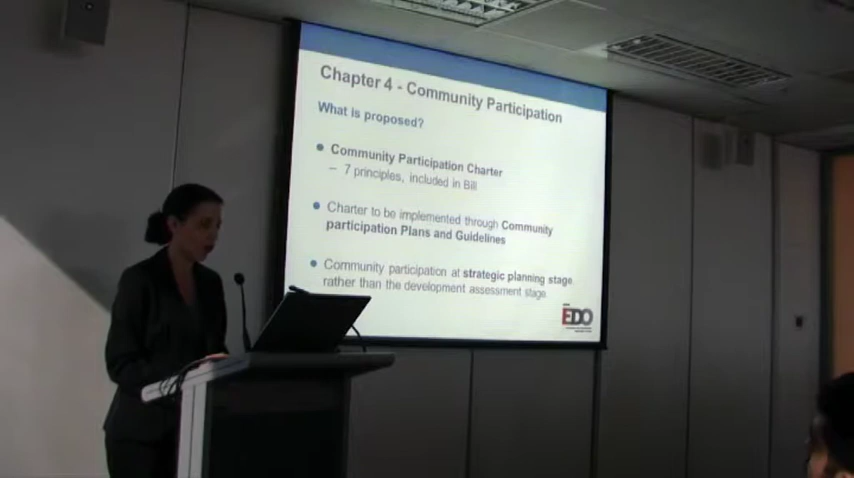 Chapter 4 - Community Participation
What is proposed?
• Community Participation Charter
– 7 principles, included in Bill
• Charter to be implemented through Community
participation Plans and Guidelines
• Community participation at strategic planning stage
rather than the development assessment stage
EDO